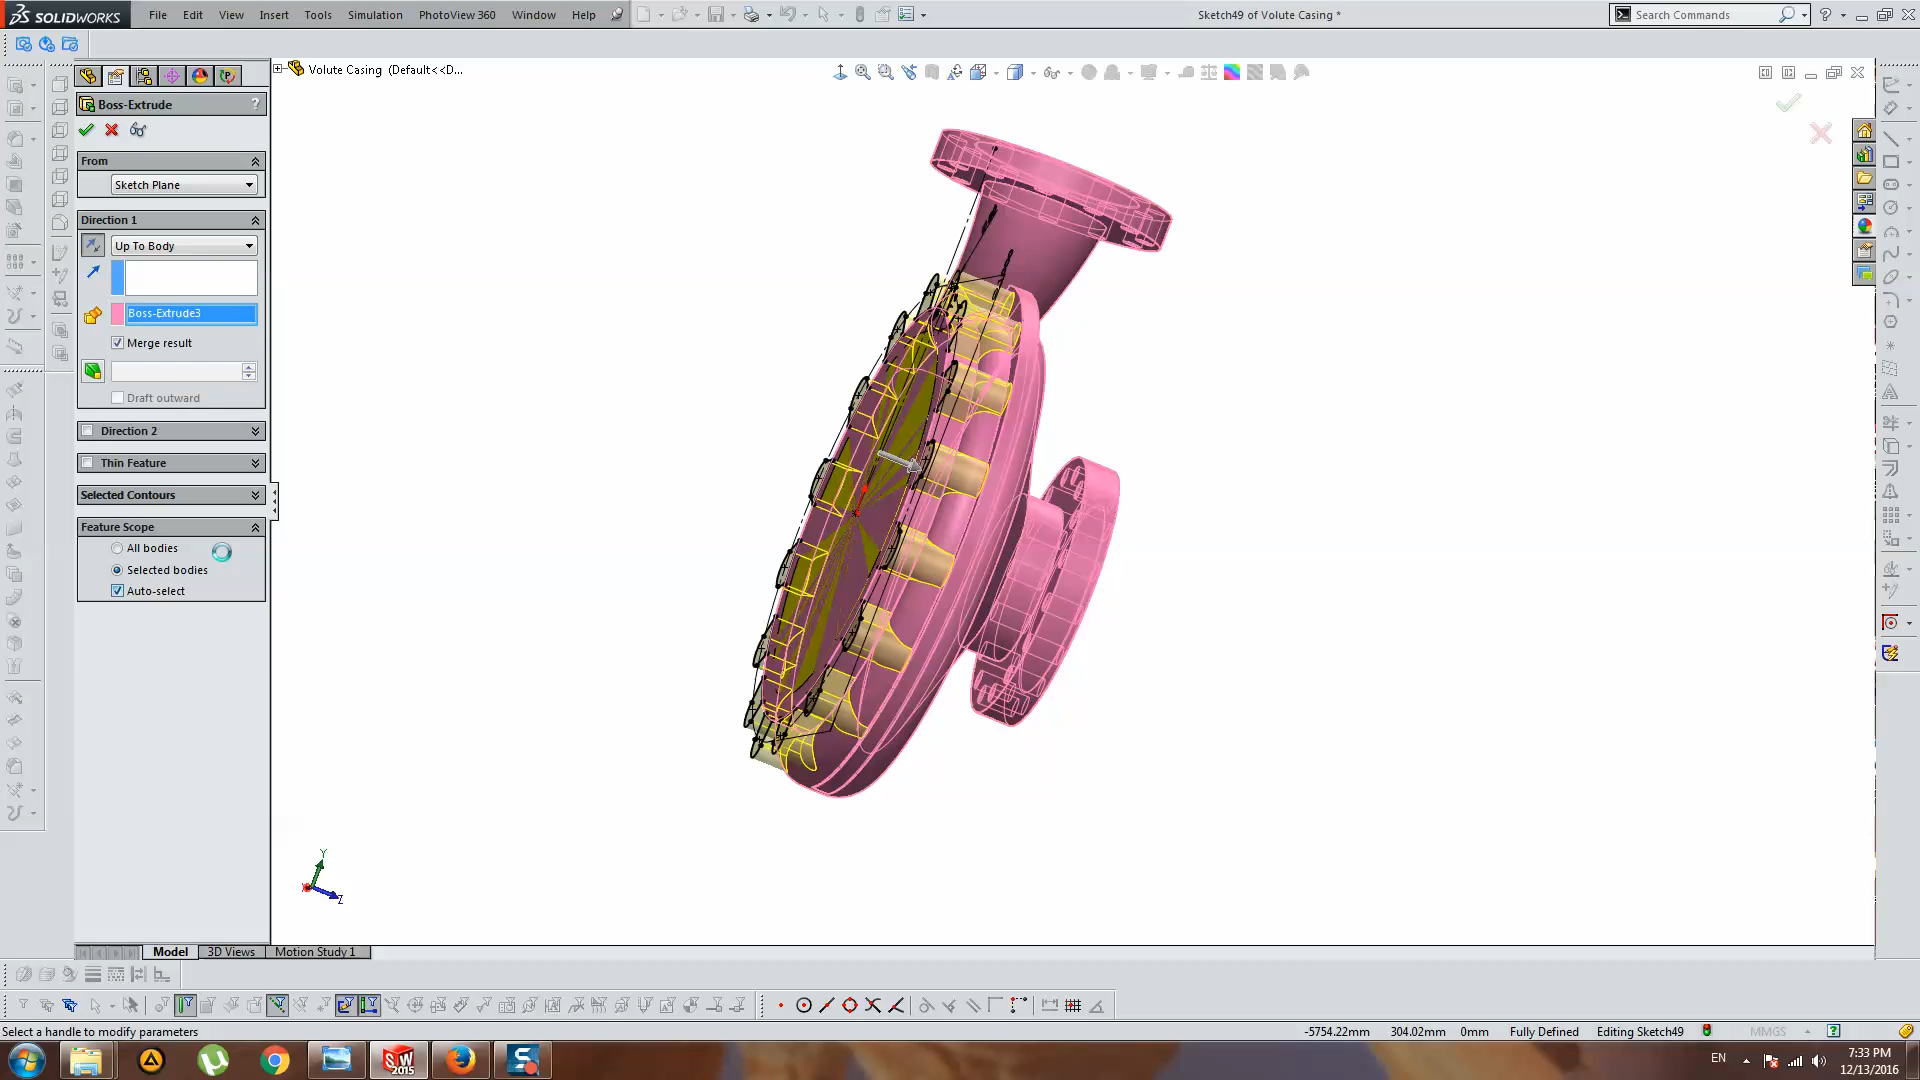 SOLIDWORKS File Edit View Insert Tools Simulation PhotoView 360 Window Help Sketch49 of Volute Casing * Search Commands
Volute Casing (Default<<D...
Boss-Extrude ?
From
Sketch Plane
Direction 1
Up To Body
Boss-Extrude3
Merge result
Draft outward
Direction 2
Thin Feature
Selected Contours
Feature Scope
All bodies
Selected bodies
Auto-select
Y
X
Z
Model 3D Views Motion Study 1
Select a handle to modify parameters -5754.22mm 304.02mm 0mm Fully Defined Editing Sketch49 MMGS
SW 2015 EN 7:33 PM
12/13/2016